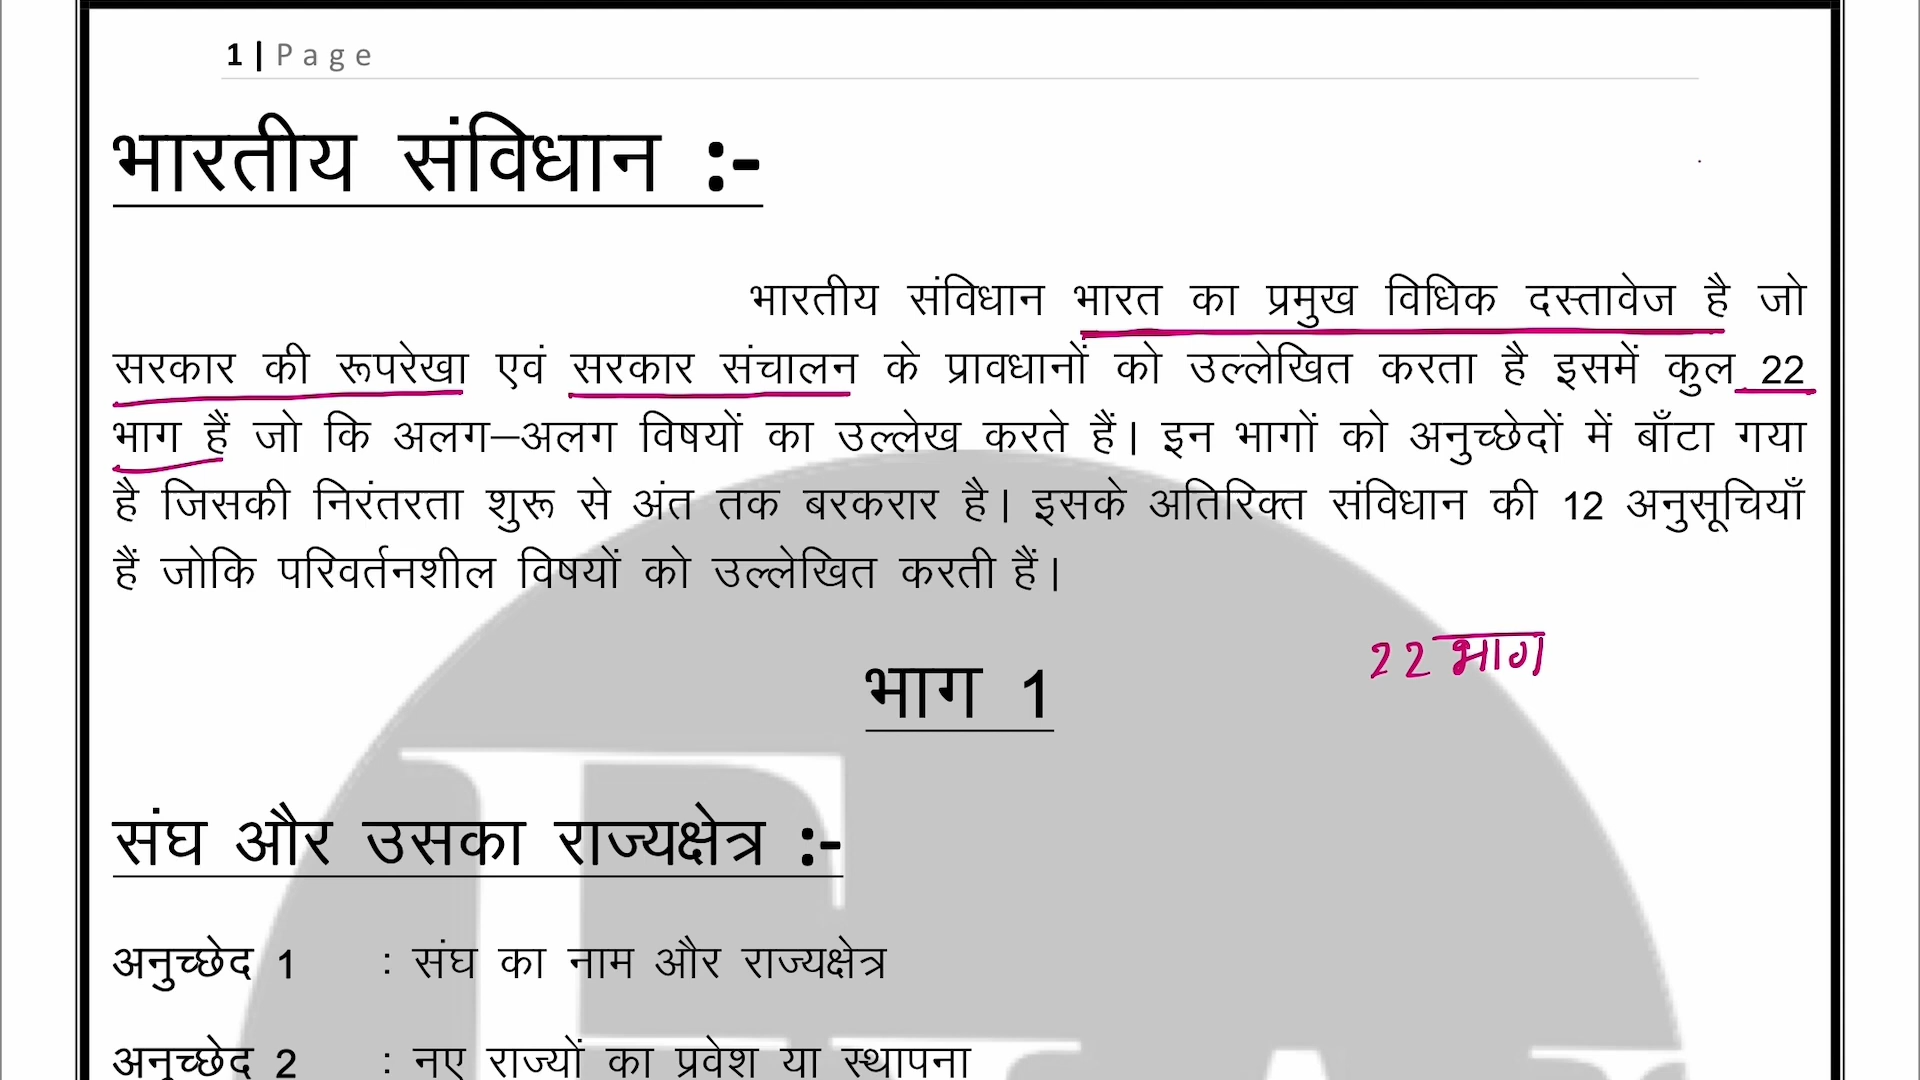 1 | Page
भारतीय संविधान :-
भारतीय संविधान भारत का प्रमुख विधिक दस्तावेज है जो
सरकार की रूपरेखा एवं सरकार संचालन के प्रावधानों को उल्लेखित करता है इसमें कुल 22
भाग हैं जो कि अलग–अलग विषयों का उल्लेख करते हैं। इन भागों को अनुच्छेदों में बाँटा गया
है जिसकी निरंतरता शुरू से अंत तक बरकरार है। इसके अतिरिक्त संविधान की 12 अनुसूचियाँ
हैं जोकि परिवर्तनशील विषयों को उल्लेखित करती हैं।
22 भाग
भाग 1
संघ और उसका राज्यक्षेत्र :-
अनुच्छेद 1 : संघ का नाम और राज्यक्षेत्र
अनुच्छेद 2 : नए राज्यों का प्रवेश या स्थापना